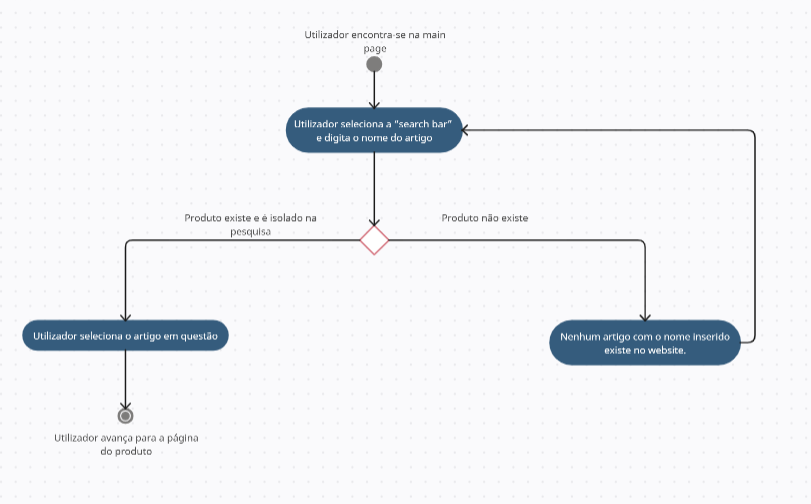 Utilizador encontra-se na main
page
Utilizador seleciona a "search bar"
e digita o nome do artigo
Produto existe e é isolado na
pesquisa
Produto não existe
Utilizador seleciona o artigo em questão
Nenhum artigo com o nome inserido
existe no website.
Utilizador avança para a página
do produto